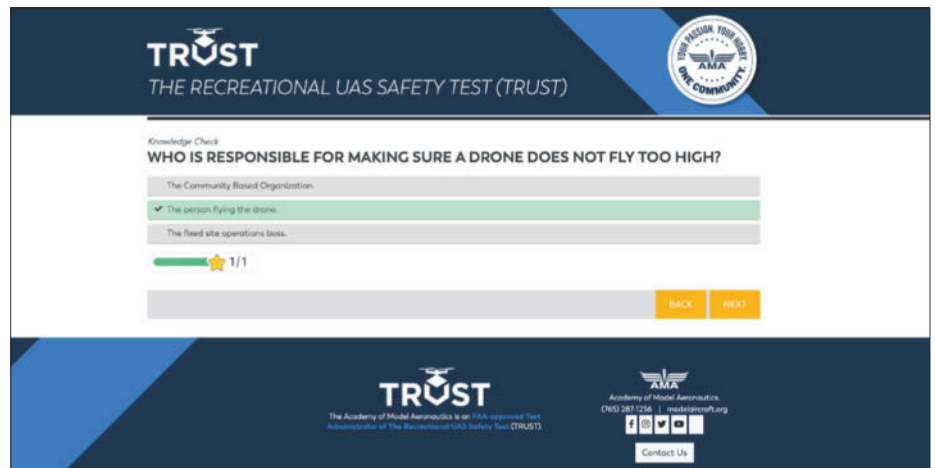 TRUST
THE RECREATIONAL UAS SAFETY TEST (TRUST)
YOUR PASSION. YOUR HOBBY.
AMA
ONE COMMUNITY.
Knowledge Check
WHO IS RESPONSIBLE FOR MAKING SURE A DRONE DOES NOT FLY TOO HIGH?
The Community Based Organization.
The person flying the drone.
The fixed site operations boss.
1/1
BACK
NEXT
TRUST
The Academy of Model Aeronautics is an FAA-approved Test
Administrator of The Recreational UAS Safety Test (TRUST).
AMA
Academy of Model Aeronautics.
(765) 287-1256 | modelaircraft.org
Contact Us